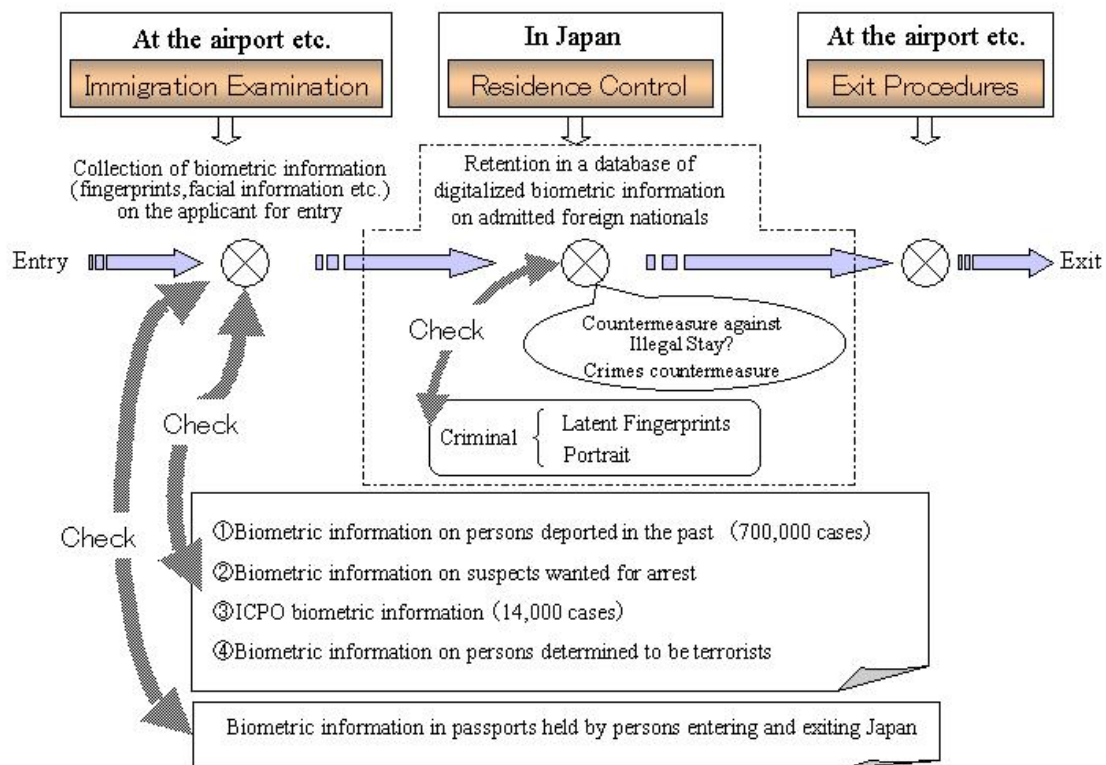 At the airport etc.
Immigration Examination
In Japan
Residence Control
At the airport etc.
Exit Procedures
Collection of biometric information
(fingerprints,facial information etc.)
on the applicant for entry
Retention in a database of
digitalized biometric information
on admitted foreign nationals
Entry
Exit
Check
Countermeasure against
Illegal Stay?
Crimes countermeasure
Criminal
Latent Fingerprints
Portrait
Check
Check
①Biometric information on persons deported in the past (700,000 cases)
②Biometric information on suspects wanted for arrest
③ICPO biometric information (14,000 cases)
④Biometric information on persons determined to be terrorists
Biometric information in passports held by persons entering and exiting Japan